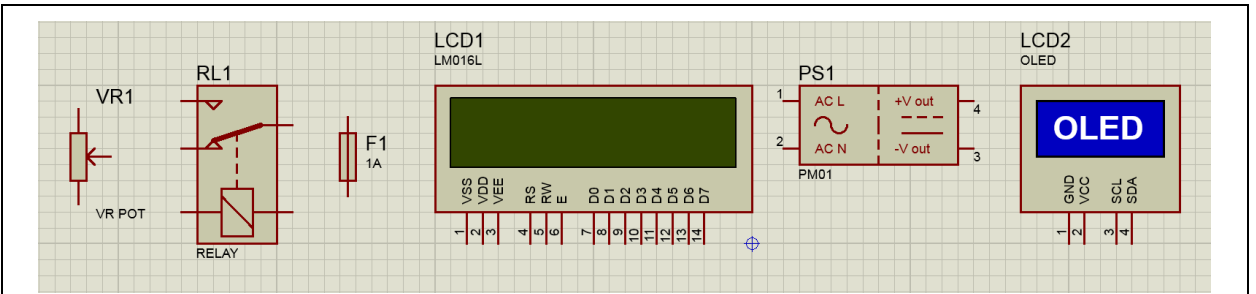 VR1
VR POT
RL1
RELAY
F1
1A
LCD1
LM016L
VSS
VDD
VEE
RS
RW
E
D0
D1
D2
D3
D4
D5
D6
D7
1
2
3
4
5
6
7
8
9
10
11
12
13
14
PS1
1
AC L
+V out
4
2
AC N
-V out
3
PM01
LCD2
OLED
OLED
GND
VCC
SCL
SDA
1
2
3
4